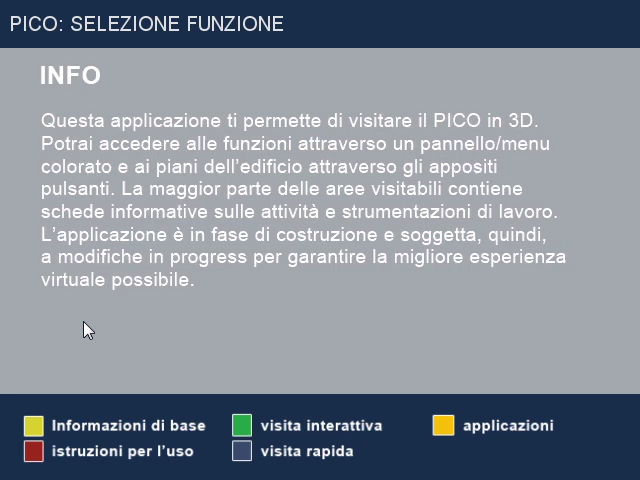 PICO: SELEZIONE FUNZIONE
INFO
Questa applicazione ti permette di visitare il PICO in 3D.
Potrai accedere alle funzioni attraverso un pannello/menu
colorato e ai piani dell'edificio attraverso gli appositi
pulsanti. La maggior parte delle aree visitabili contiene
schede informative sulle attività e strumentazioni di lavoro.
L'applicazione è in fase di costruzione e soggetta, quindi,
a modifiche in progress per garantire la migliore esperienza
virtuale possibile.
Informazioni di base
visita interattiva
applicazioni
istruzioni per l'uso
visita rapida